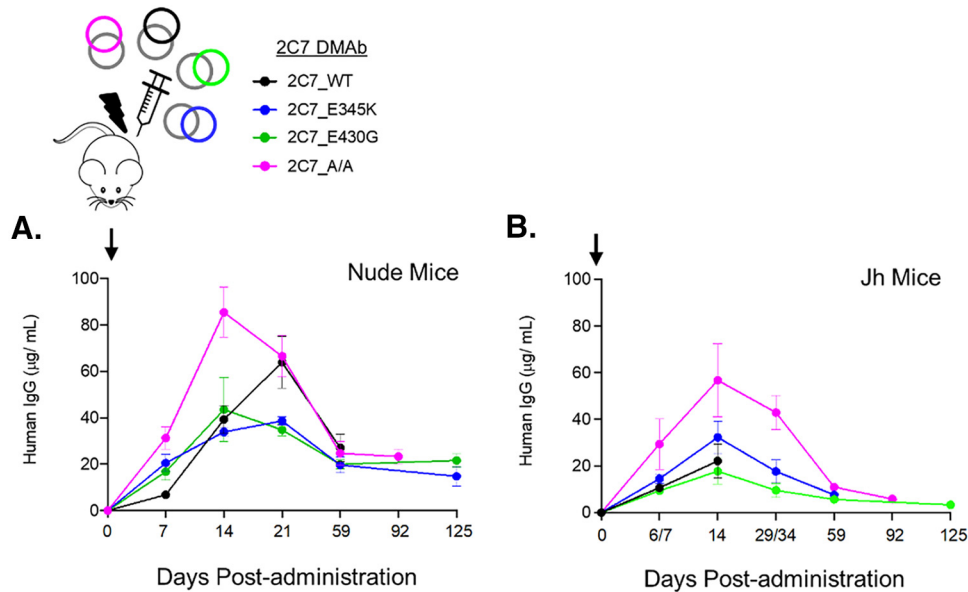 2C7 DMAb
2C7_WT
2C7_E345K
2C7_E430G
2C7_A/A
A.
Nude Mice
Human IgG (μg/ mL)
100
80
60
40
20
0
0 7 14 21 59 92 125
Days Post-administration
B.
Jh Mice
Human IgG (μg/ mL)
100
80
60
40
20
0
0 6/7 14 29/34 59 92 125
Days Post-administration